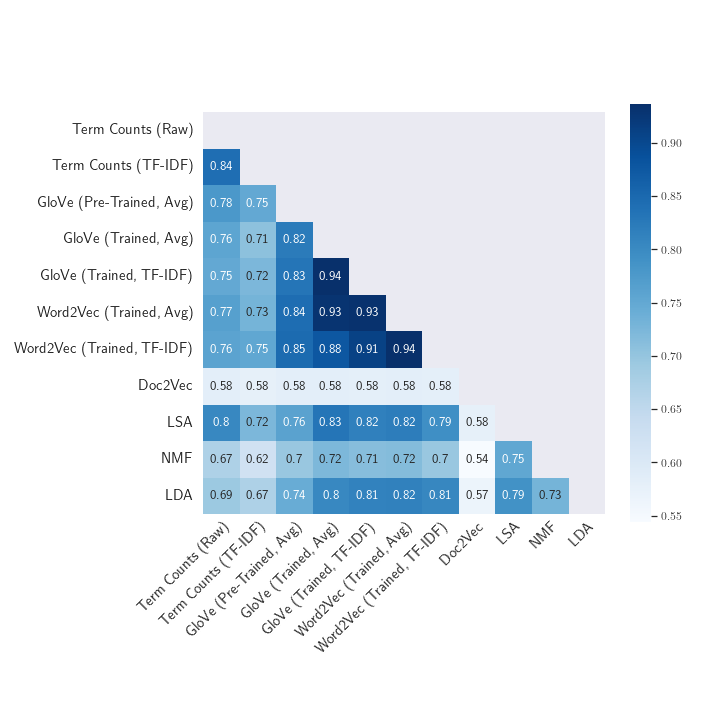 Term Counts (Raw)
Term Counts (TF-IDF) 0.84
GloVe (Pre-Trained, Avg) 0.78 0.75
GloVe (Trained, Avg) 0.76 0.71 0.82
GloVe (Trained, TF-IDF) 0.75 0.72 0.83 0.94
Word2Vec (Trained, Avg) 0.77 0.73 0.84 0.93 0.93
Word2Vec (Trained, TF-IDF) 0.76 0.75 0.85 0.88 0.91 0.94
Doc2Vec 0.58 0.58 0.58 0.58 0.58 0.58 0.58
LSA 0.8 0.72 0.76 0.83 0.82 0.82 0.79 0.58
NMF 0.67 0.62 0.7 0.72 0.71 0.72 0.7 0.54 0.75
LDA 0.69 0.67 0.74 0.8 0.81 0.82 0.81 0.57 0.79 0.73
Term Counts (Raw)
Term Counts (TF-IDF)
GloVe (Pre-Trained, Avg)
GloVe (Trained, Avg)
GloVe (Trained, TF-IDF)
Word2Vec (Trained, Avg)
Word2Vec (Trained, TF-IDF)
Doc2Vec
LSA
NMF
LDA
0.90
0.85
0.80
0.75
0.70
0.65
0.60
0.55